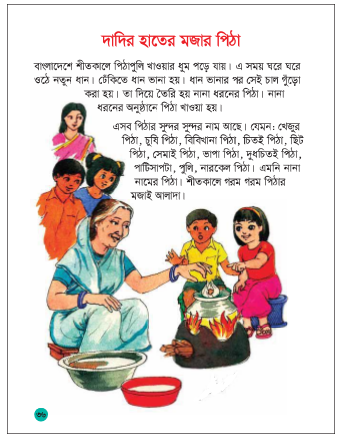 দাদির হাতের মজার পিঠা
বাংলাদেশে শীতকালে পিঠাপুলি খাওয়ার ধুম পড়ে যায়। এ সময় ঘরে ঘরে
ওঠে নতুন ধান। ঢেঁকিতে ধান ভানা হয়। ধান ভানার পর সেই চাল গুঁড়ো
করা হয়। তা দিয়ে তৈরি হয় নানা ধরনের পিঠা। নানা
ধরনের অনুষ্ঠানে পিঠা খাওয়া হয়।
এসব পিঠার সুন্দর সুন্দর নাম আছে। যেমন: খেজুর
পিঠা, চুষি পিঠা, বিবিখানা পিঠা, চিতই পিঠা, ছিট
পিঠা, সেমাই পিঠা, ভাপা পিঠা, দুধচিতই পিঠা,
পাটিসাপটা, পুলি, নারকেল পিঠা। এমনি নানা
নামের পিঠা। শীতকালে গরম গরম পিঠার
মজাই আলাদা।
৩৬